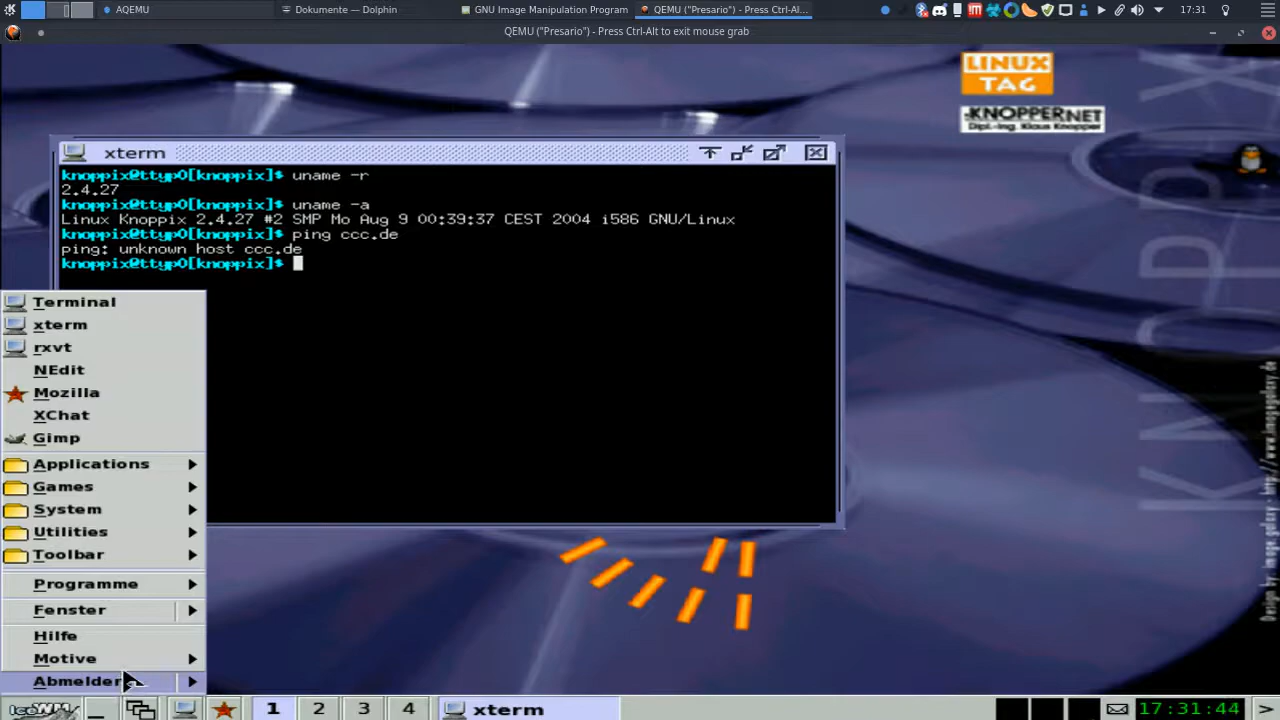 AQEMU
Dokumente — Dolphin
GNU Image Manipulation Program
QEMU ("Presario") - Press Ctrl-Al...
17:31
QEMU ("Presario") - Press Ctrl-Alt to exit mouse grab
LINUX
TAG
KNOPPER.NET
Dipl.-Ing. Klaus Knopper
xterm
knoppix@ttyp0[knoppix]$ uname -r
2.4.27
knoppix@ttyp0[knoppix]$ uname -a
Linux Knoppix 2.4.27 #2 SMP Mo Aug 9 00:39:37 CEST 2004 i586 GNU/Linux
knoppix@ttyp0[knoppix]$ ping ccc.de
ping: unknown host ccc.de
knoppix@ttyp0[knoppix]$
Terminal
xterm
rxvt
NEdit
Mozilla
XChat
Gimp
Applications
Games
System
Utilities
Toolbar
Programme
Fenster
Hilfe
Motive
Abmelden
IceWM
1
2
3
4
xterm
17:31:44